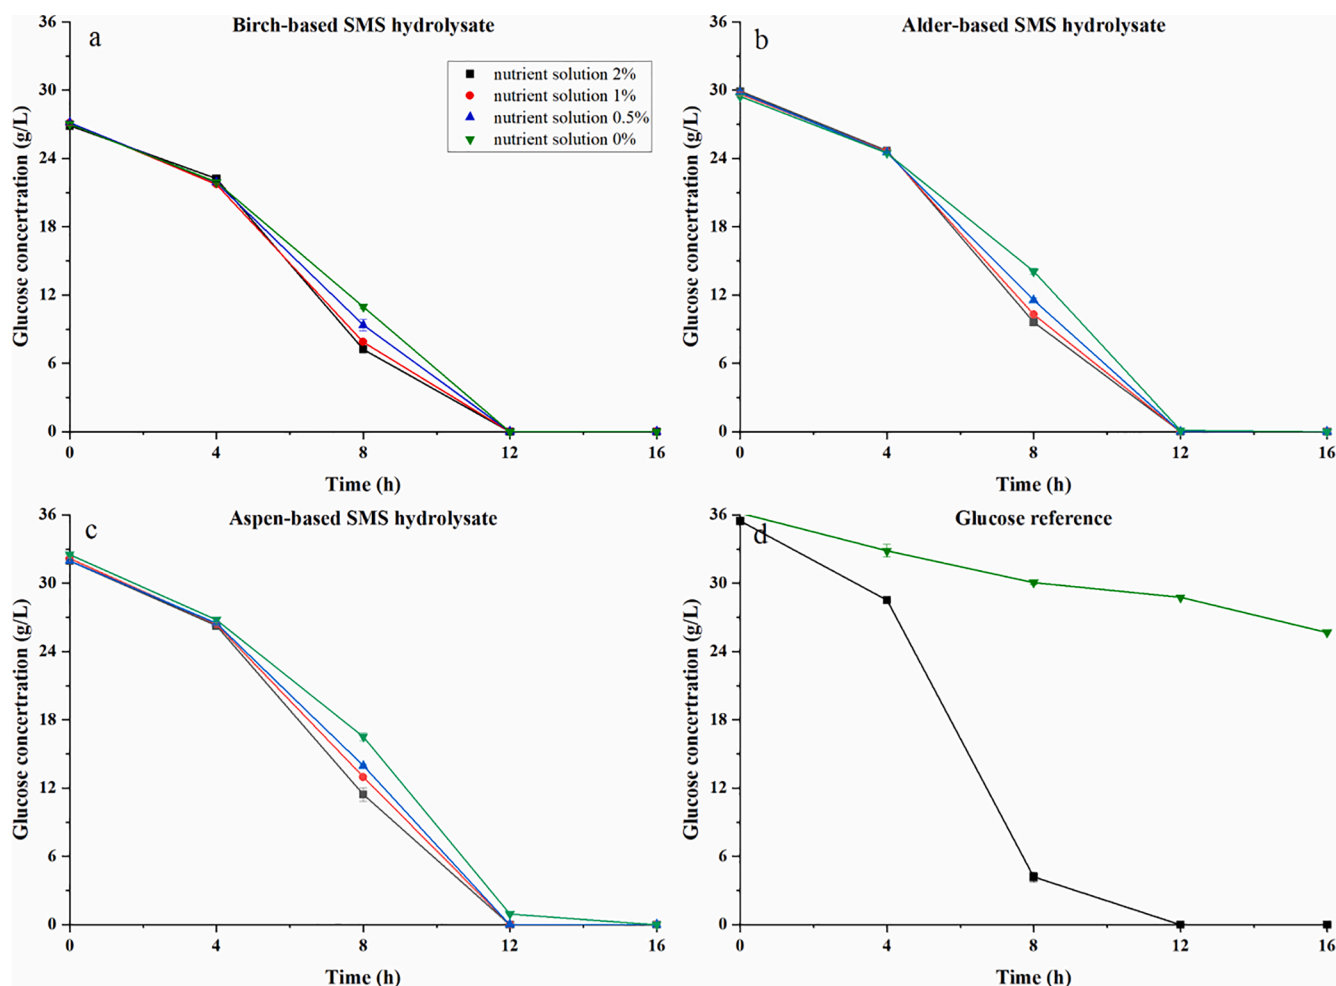 Birch-based SMS hydrolysate
a
nutrient solution 2%
nutrient solution 1%
nutrient solution 0.5%
nutrient solution 0%
Glucose concertration (g/L)
36
30
24
18
12
6
0
0 4 8 12 16
Time (h)
Alder-based SMS hydrolysate
b
Glucose concertration (g/L)
36
30
24
18
12
6
0
0 4 8 12 16
Time (h)
Aspen-based SMS hydrolysate
c
Glucose concertration (g/L)
36
30
24
18
12
6
0
0 4 8 12 16
Time (h)
Glucose reference
d
Glucose concertration (g/L)
36
30
24
18
12
6
0
0 4 8 12 16
Time (h)